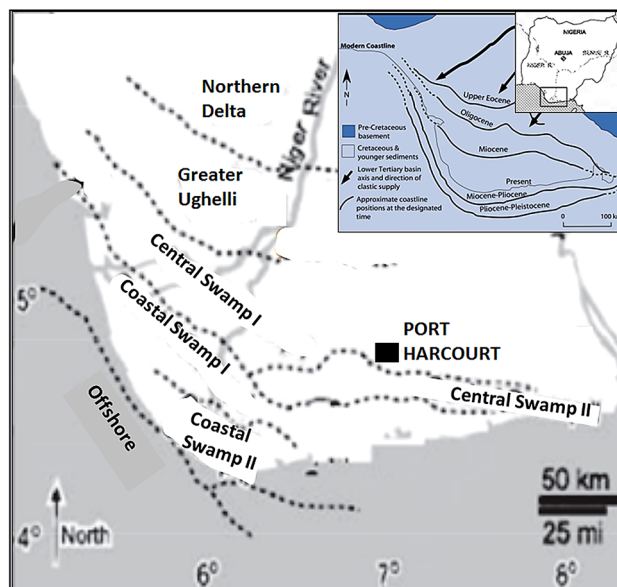 Northern
Delta
Niger River
Greater
Ughelli
Central Swamp I
Coastal Swamp I
PORT
HARCOURT
Central Swamp II
Coastal
Swamp II
Offshore
5°
4°
North
6°
7°
8°
50 km
25 mi
Modern Coastline
N
Upper Eocene
Oligocene
Miocene
Present
Miocene-Pliocene
Pliocene-Pleistocene
Pre-Cretaceous
basement
Cretaceous &
younger sediments
Lower Tertiary basin
axis and direction of
clastic supply
Approximate coastline
positions at the designated
time
0
100 k
NIGERIA
ABUJA
NIGER R.